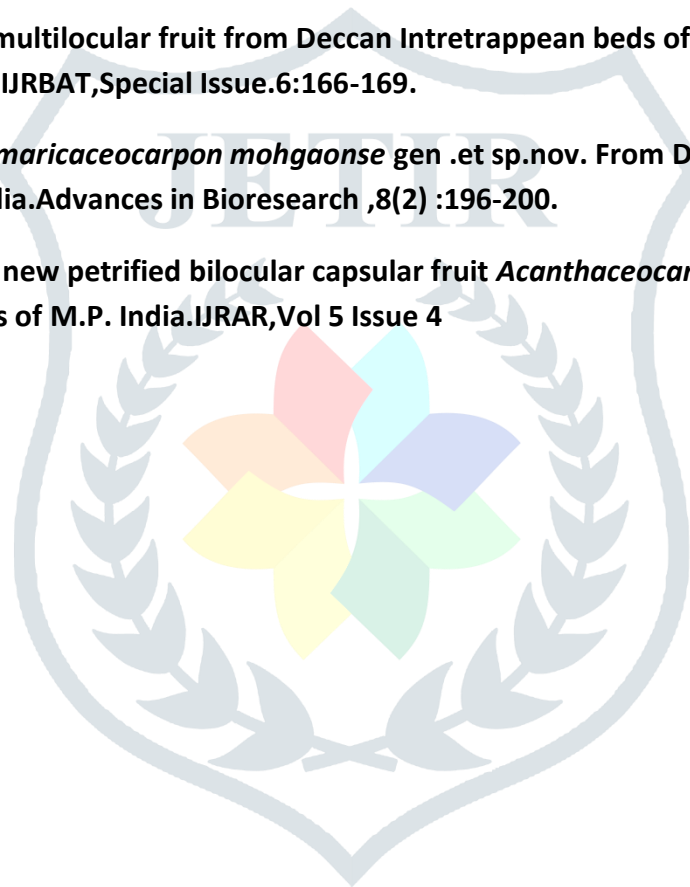 multilocular fruit from Deccan Intretrappean beds of
IJRBAT,Special Issue.6:166-169.
maricaceocarpon mohgaonse gen .et sp.nov. From D
lia.Advances in Bioresearch ,8(2) :196-200.
new petrified bilocular capsular fruit Acanthaceocar
s of M.P. India.IJRAR,Vol 5 Issue 4
JETIR